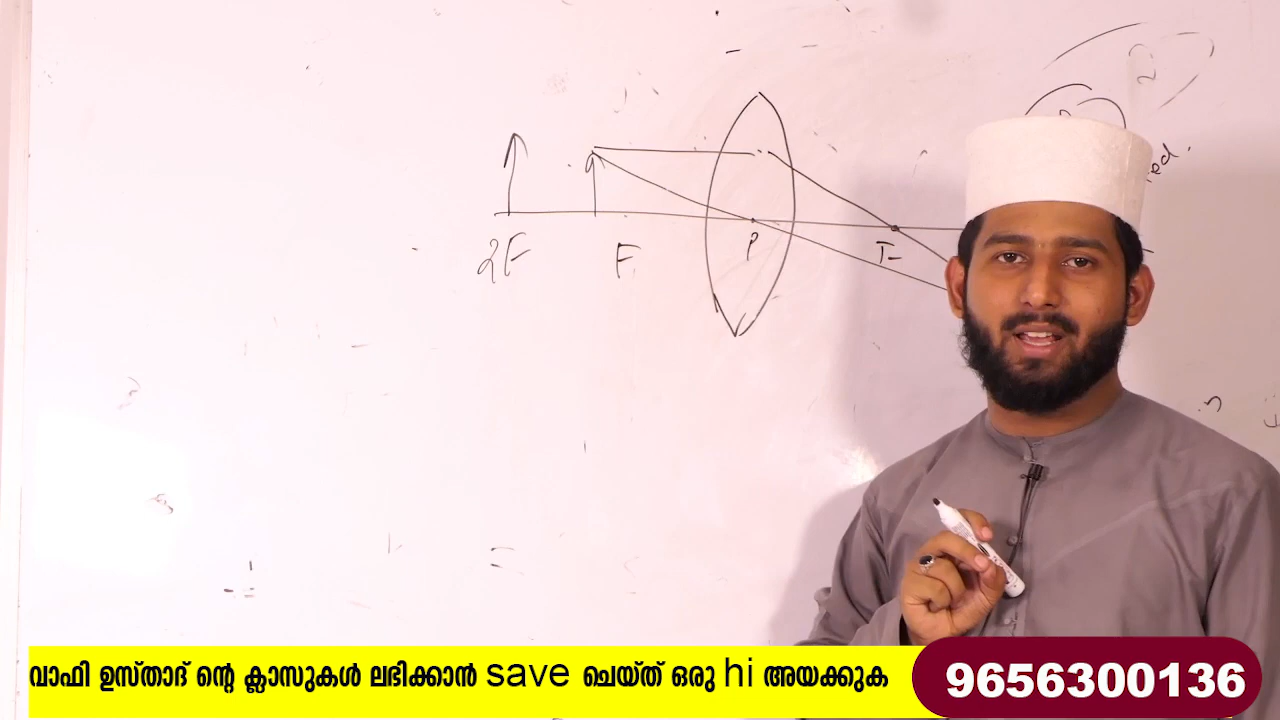 2F
F
P
F
വാഫി ഉസ്താദ് ന്റെ ക്ലാസുകൾ ലഭിക്കാൻ save ചെയ്ത് ഒരു hi അയക്കുക
9656300136